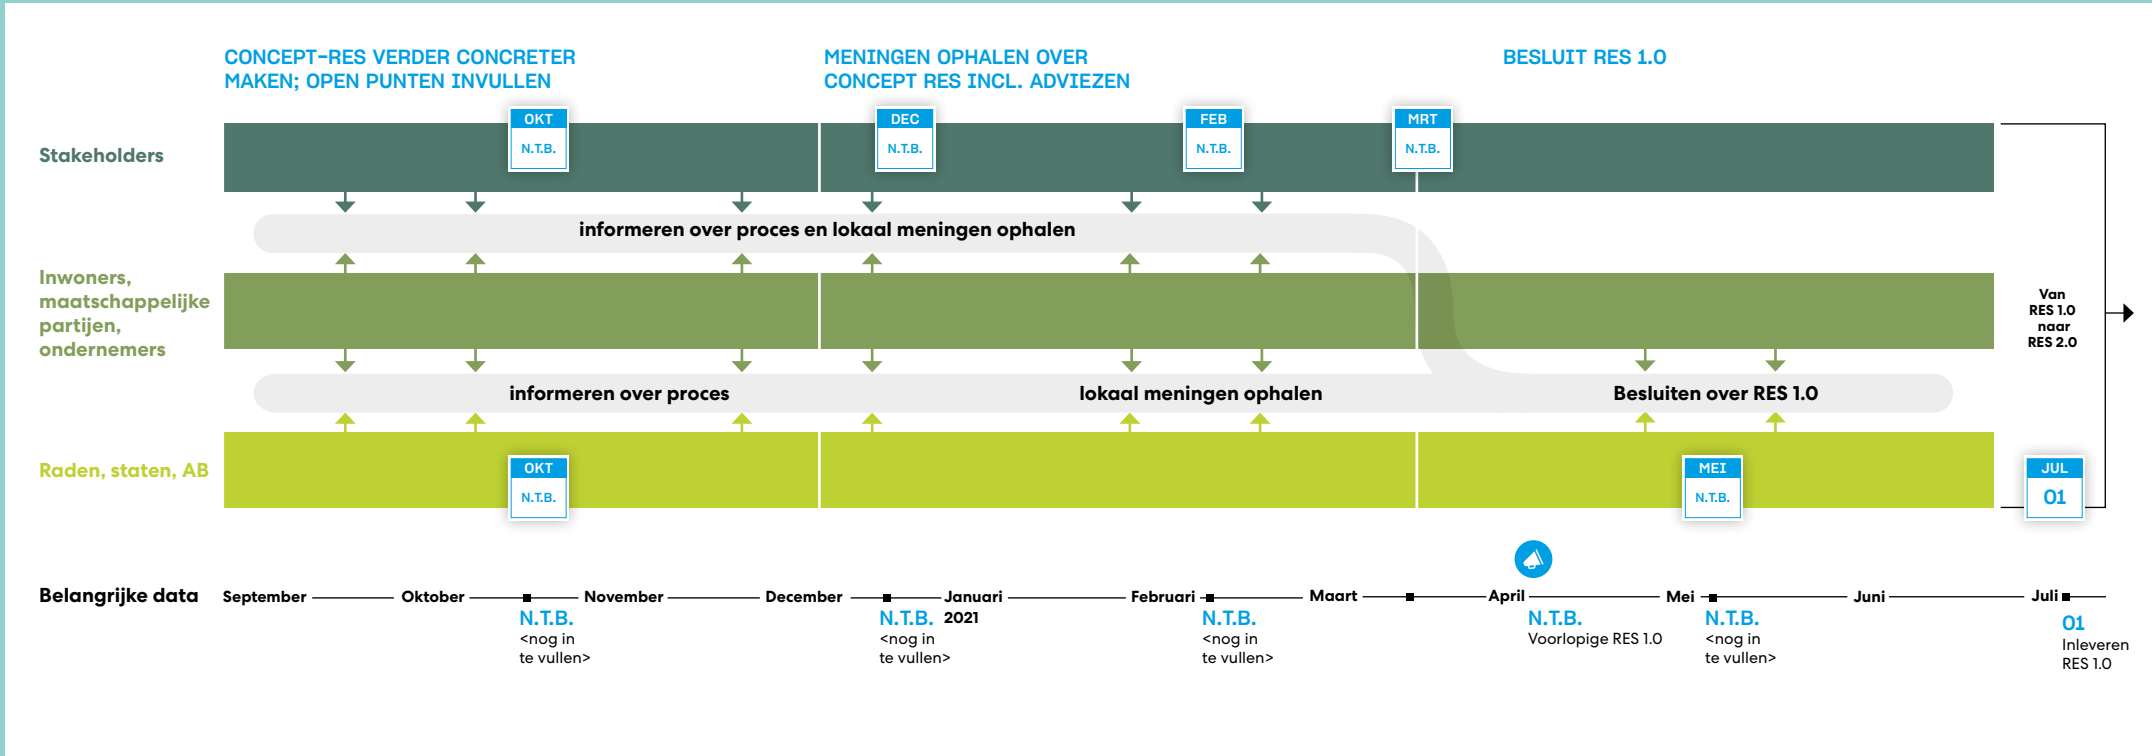 CONCEPT-RES VERDER CONCRETER
MAKEN; OPEN PUNTEN INVULLEN
MENINGEN OPHALEN OVER
CONCEPT RES INCL. ADVIEZEN
BESLUIT RES 1.0
Stakeholders
OKT
N.T.B.
DEC
N.T.B.
FEB
N.T.B.
MRT
N.T.B.
informeren over proces en lokaal meningen ophalen
Inwoners,
maatschappelijke
partijen,
ondernemers
Van
RES 1.0
naar
RES 2.0
informeren over proces
lokaal meningen ophalen
Besluiten over RES 1.0
Raden, staten, AB
OKT
N.T.B.
MEI
N.T.B.
JUL
01
Belangrijke data
September
Oktober
November
December
Januari
2021
Februari
Maart
April
Mei
Juni
Juli
N.T.B.
<nog in
te vullen>
N.T.B.
<nog in
te vullen>
N.T.B.
<nog in
te vullen>
N.T.B.
Voorlopige RES 1.0
N.T.B.
<nog in
te vullen>
01
Inleveren
RES 1.0